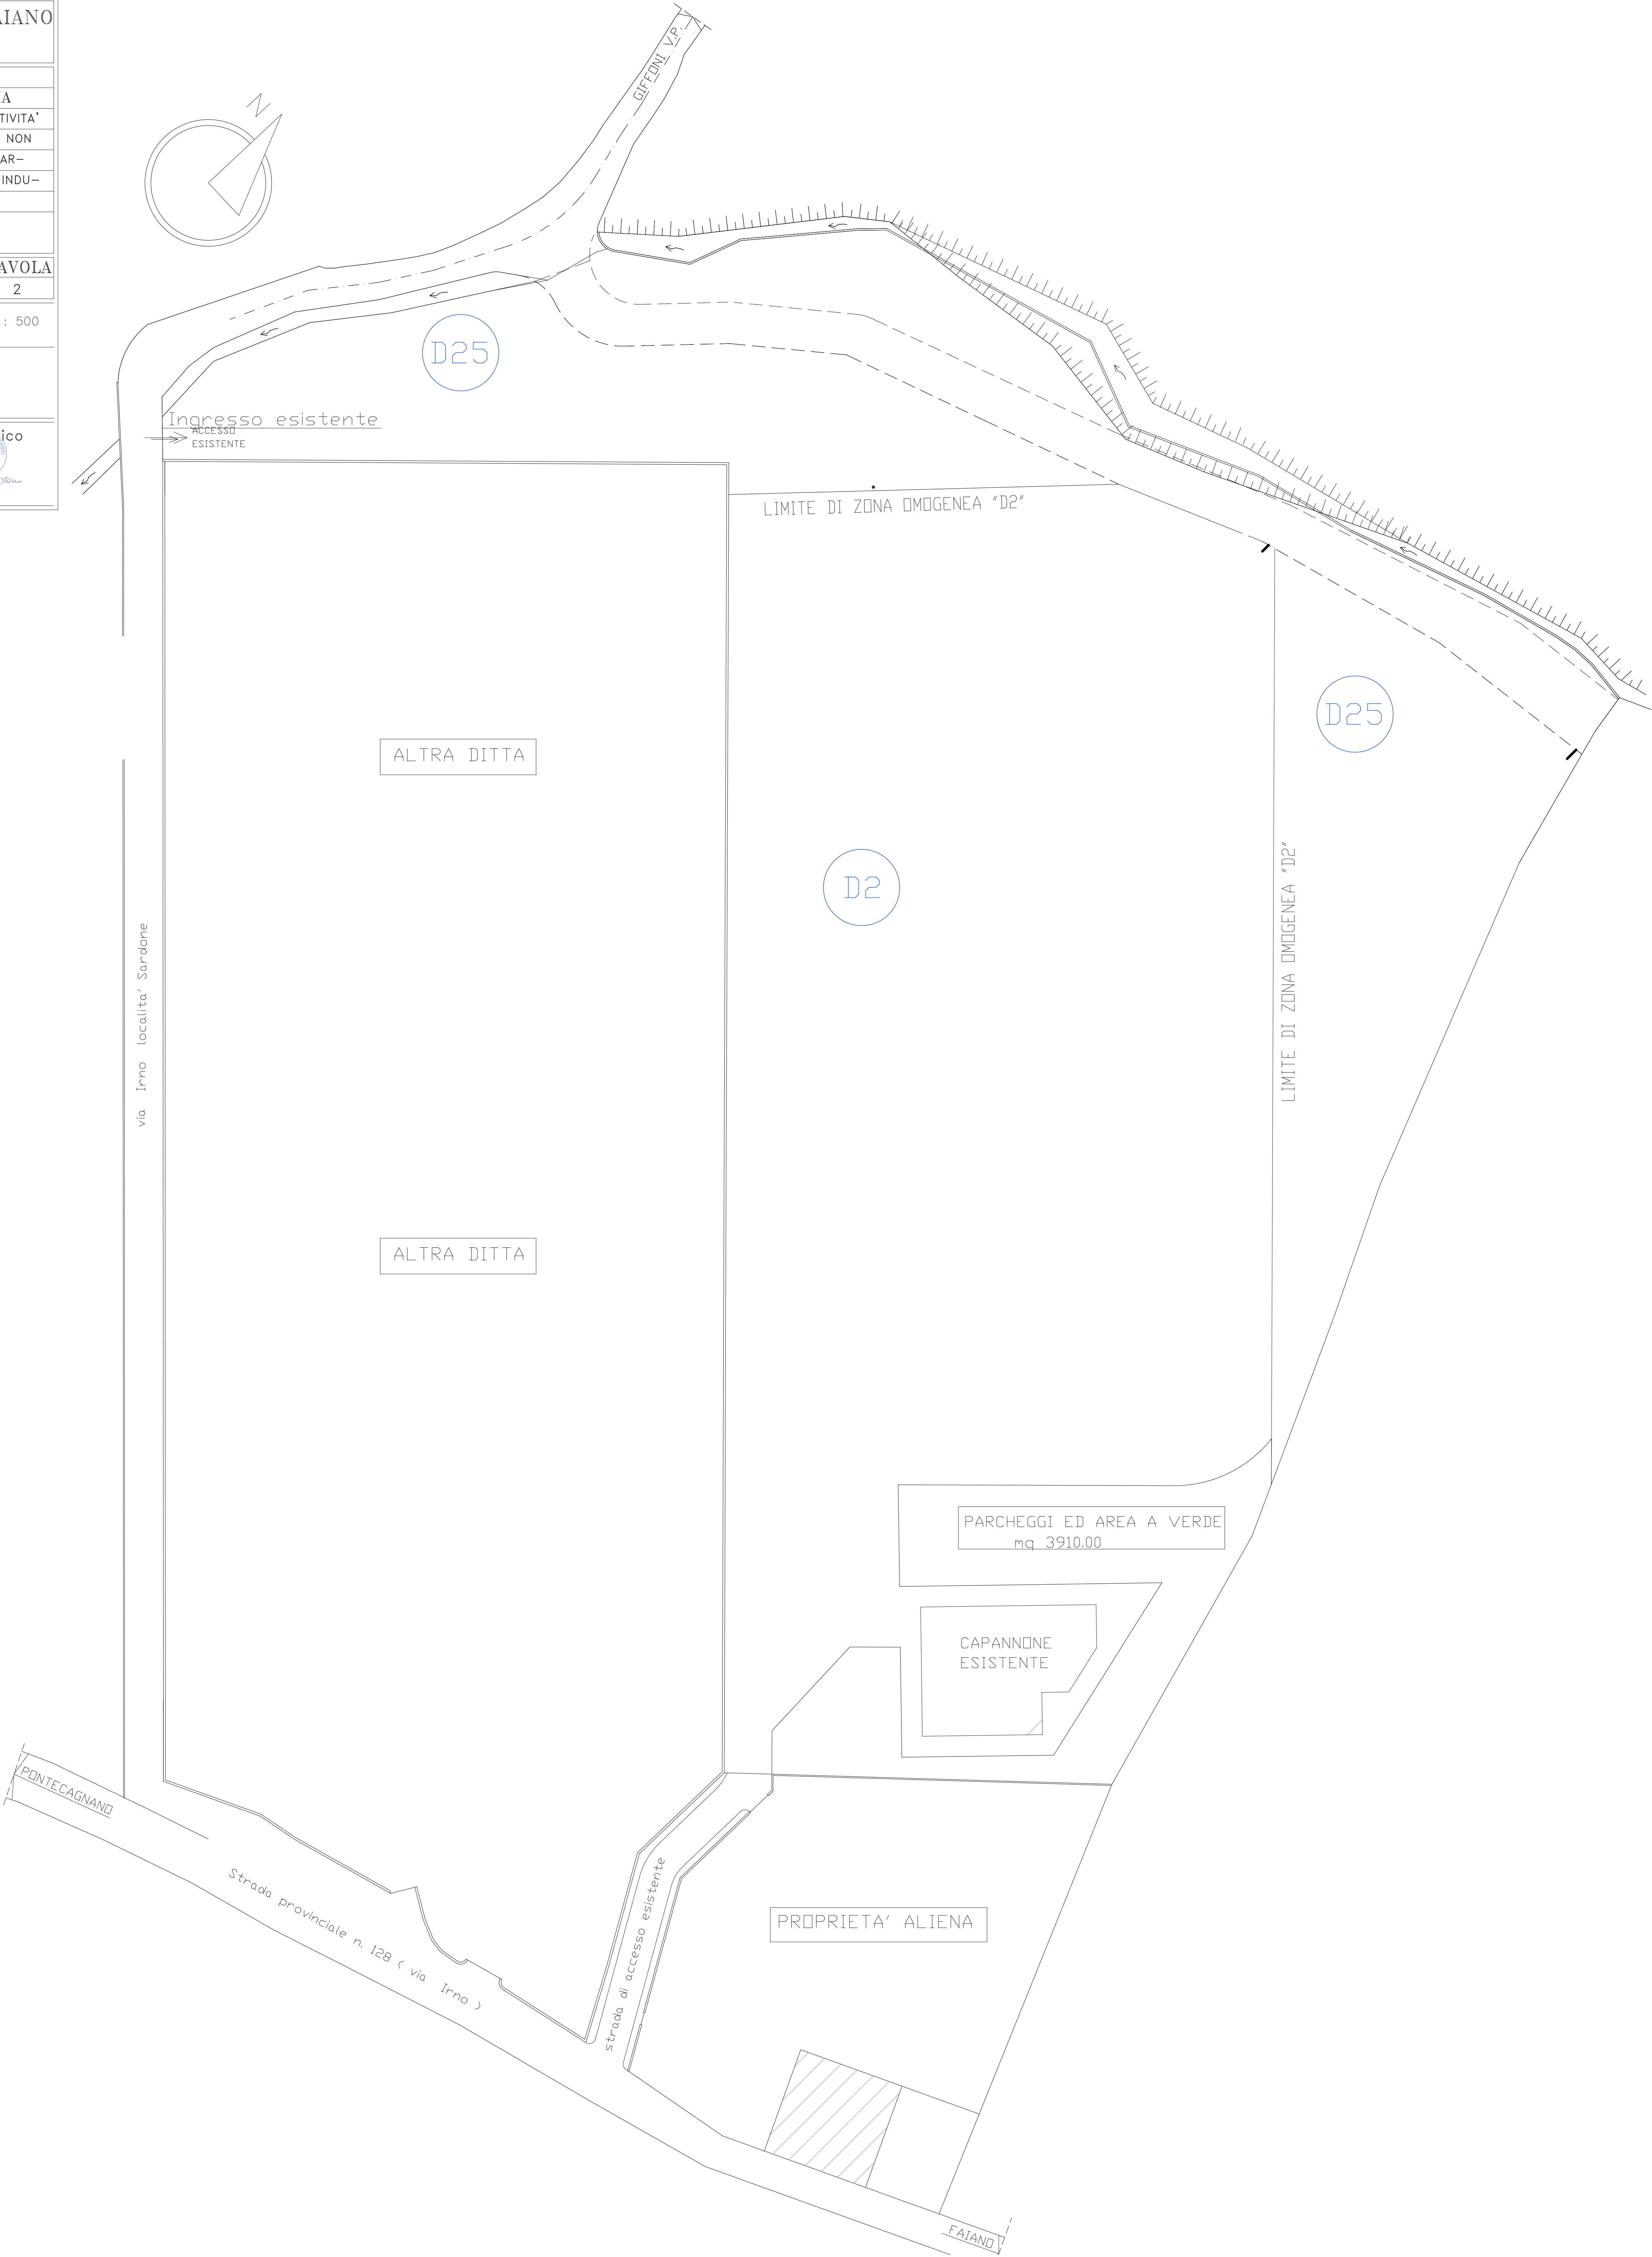 AIANO
IA
TIVITA'
NON
AR-
INDU-
AVOLA
2
: 500
ico
N
GIFFONI V.P.
D25
Ingresso esistente
ACCESSO
ESISTENTE
LIMITE DI ZONA OMOGENEA "D2"
D25
ALTRA DITTA
D2
LIMITE DI ZONA OMOGENEA "D2"
via Irno localita' Sardone
ALTRA DITTA
PARCHEGGI ED AREA A VERDE
mq 3910.00
CAPANNONE
ESISTENTE
PONTECAGNANO
Strada provinciale n. 128 ( via Irno )
strada di accesso esistente
PROPRIETA' ALIENA
FAIANO